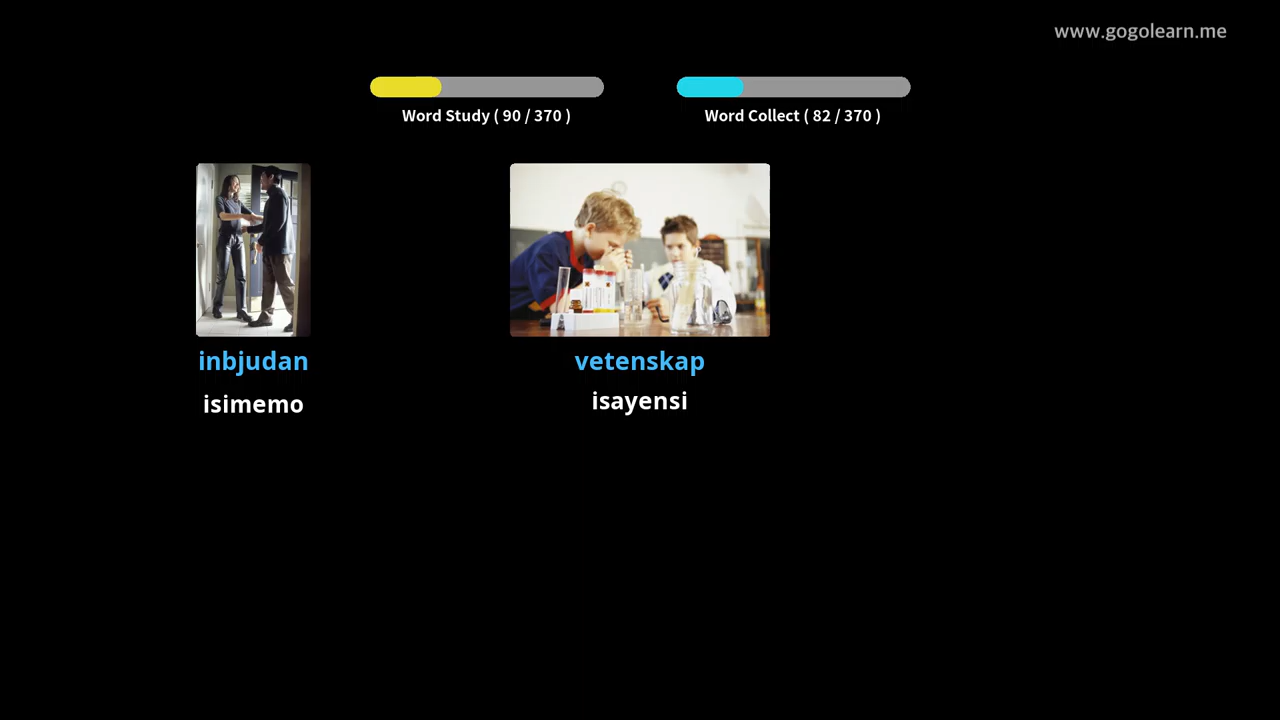 www.gogolearn.me
Word Study ( 90 / 370 )
Word Collect ( 82 / 370 )
inbjudan
isimemo
vetenskap
isayensi